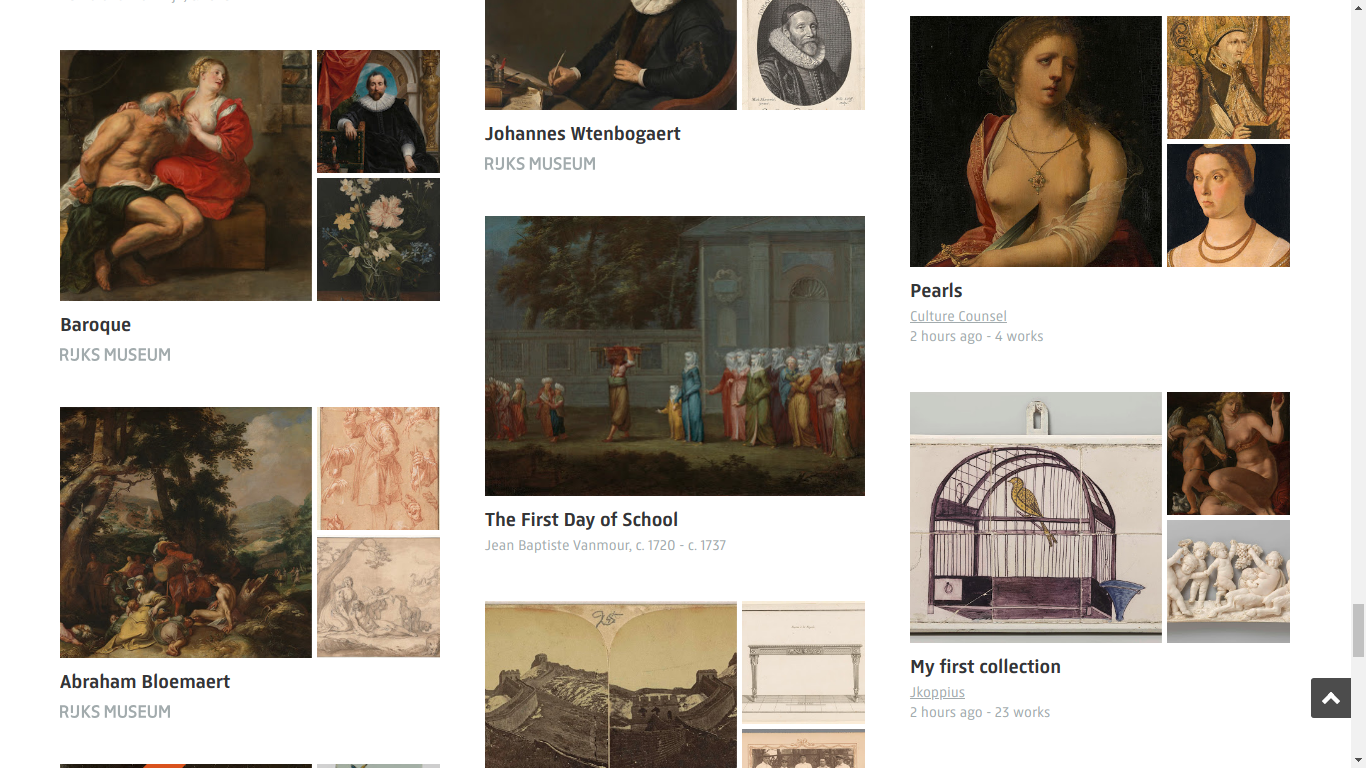 Baroque
RIJKS MUSEUM
Abraham Bloemaert
RIJKS MUSEUM
Johannes Wtenbogaert
RIJKS MUSEUM
The First Day of School
Jean Baptiste Vanmour, c. 1720 - c. 1737
Pearls
Culture Counsel
2 hours ago - 4 works
My first collection
Jkoppius
2 hours ago - 23 works